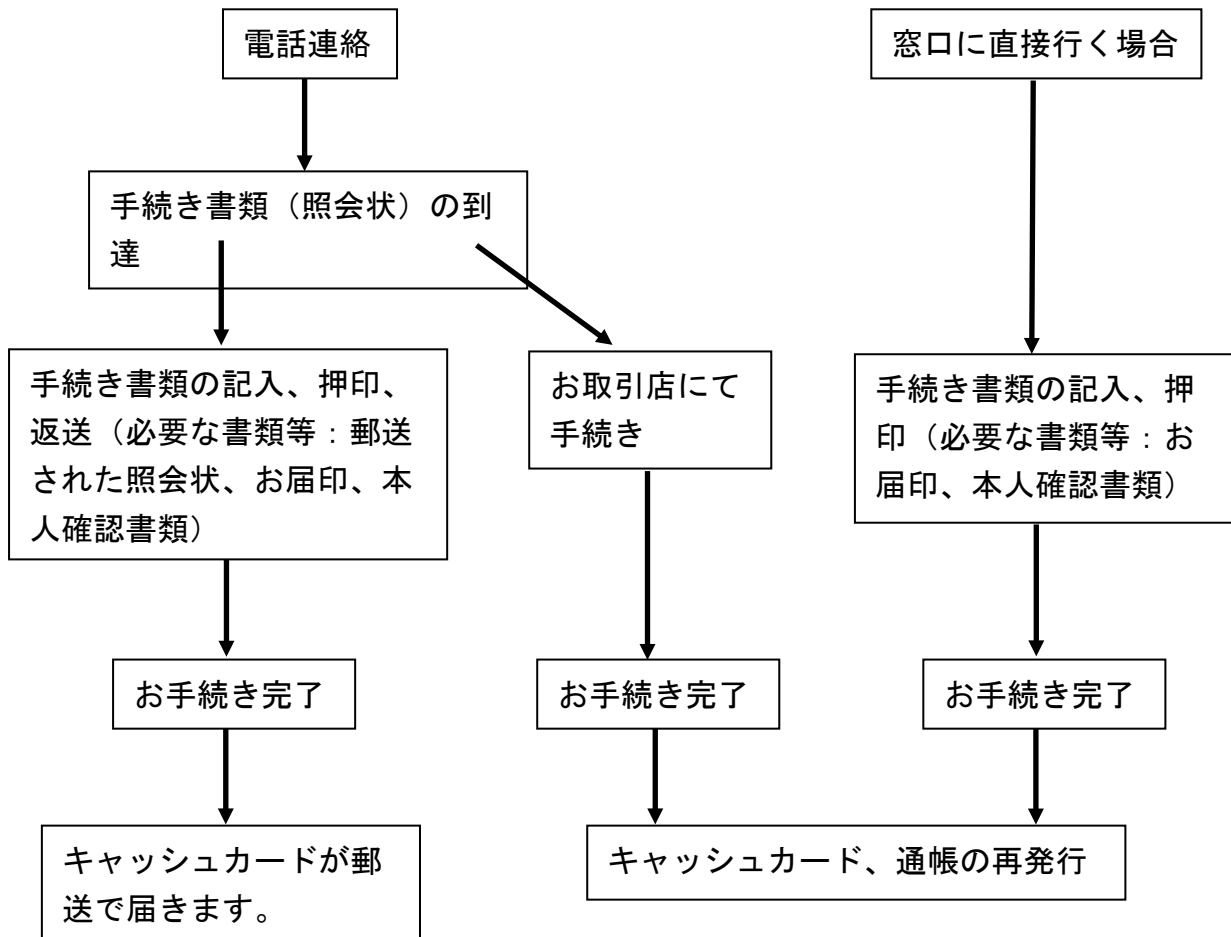 電話連絡
窓口に直接行く場合
手続き書類（照会状）の到
達
手続き書類の記入、押印、
返送（必要な書類等：郵送
された照会状、お届印、本
人確認書類）
お取引店にて
手続き
手続き書類の記入、押
印（必要な書類等：お
届印、本人確認書類）
お手続き完了
お手続き完了
お手続き完了
キャッシュカードが郵
送で届きます。
キャッシュカード、通帳の再発行